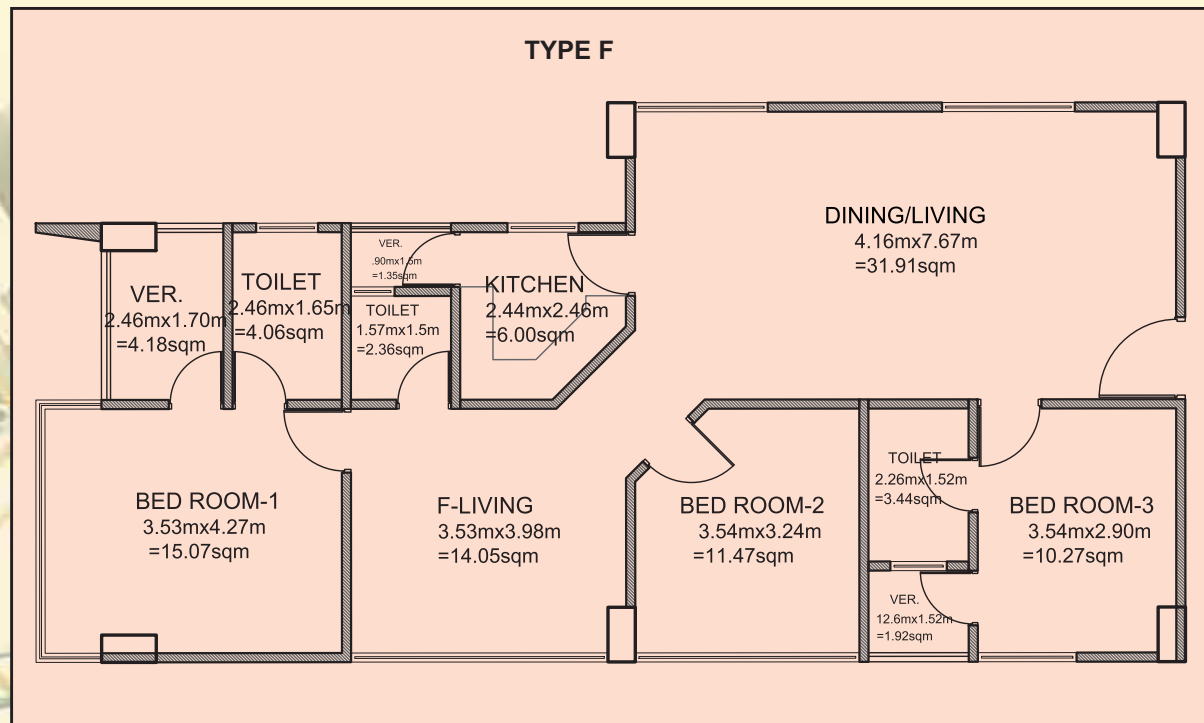 TYPE F
DINING/LIVING
4.16mx7.67m
=31.91sqm
VER.
.90mx1.5m
=1.35sqm
KITCHEN
2.44mx2.46m
=6.00sqm
TOILET
2.46mx1.65m
=4.06sqm
VER.
2.46mx1.70m
=4.18sqm
TOILET
1.57mx1.5m
=2.36sqm
BED ROOM-1
3.53mx4.27m
=15.07sqm
F-LIVING
3.53mx3.98m
=14.05sqm
BED ROOM-2
3.54mx3.24m
=11.47sqm
TOILET
2.26mx1.52m
=3.44sqm
BED ROOM-3
3.54mx2.90m
=10.27sqm
VER.
12.6mx1.52m
=1.92sqm